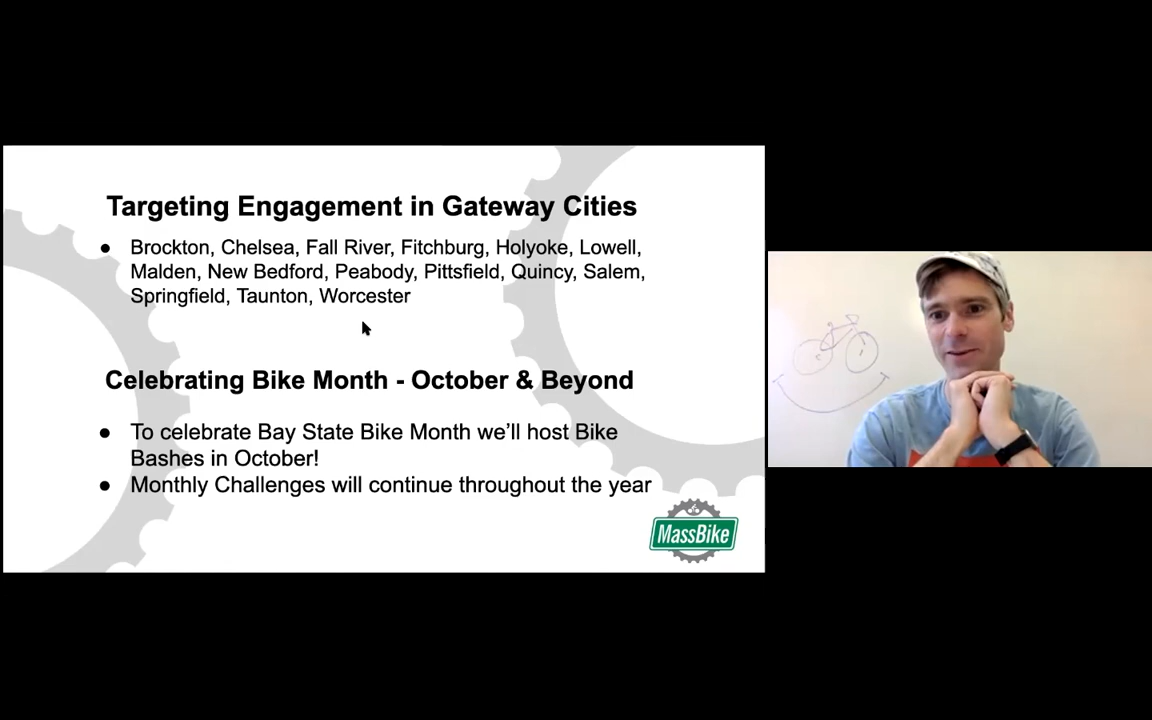 Targeting Engagement in Gateway Cities
● Brockton, Chelsea, Fall River, Fitchburg, Holyoke, Lowell,
Malden, New Bedford, Peabody, Pittsfield, Quincy, Salem,
Springfield, Taunton, Worcester
Celebrating Bike Month - October & Beyond
● To celebrate Bay State Bike Month we’ll host Bike
Bashes in October!
● Monthly Challenges will continue throughout the year
MassBike